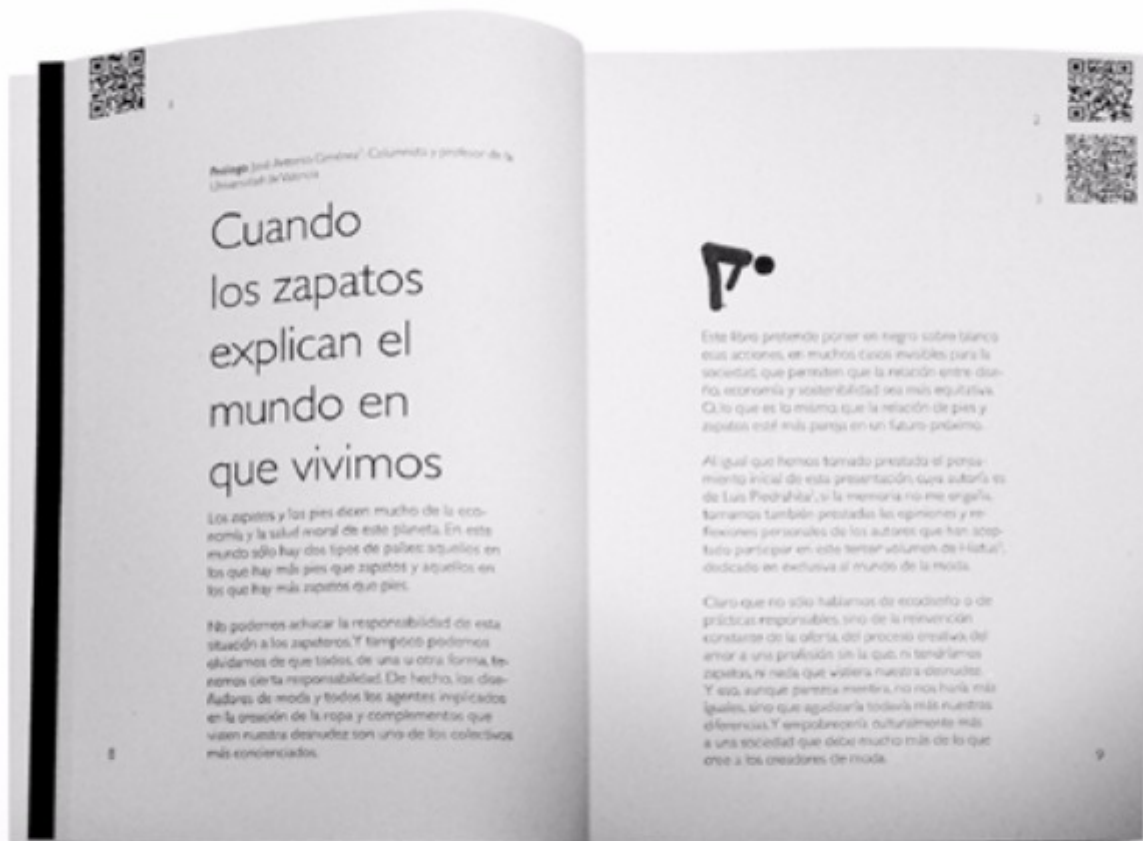 1
Prólogo José Antonio Giménez¹. Columnista y profesor de la
Universitat de València
Cuando
los zapatos
explican el
mundo en
que vivimos
Los zapatos y los pies dicen mucho de la eco-
nomía y la salud moral de este planeta. En este
mundo sólo hay dos tipos de países: aquellos en
los que hay más pies que zapatos y aquellos en
los que hay más zapatos que pies.
No podemos achacar la responsabilidad de esta
situación a los zapateros. Y tampoco podemos
olvidarnos de que todos, de una u otra forma, te-
nemos cierta responsabilidad. De hecho, los dise-
ñadores de moda y todos los agentes implicados
en la creación de la ropa y complementos que
visten nuestra desnudez son uno de los colectivos
más concienciados.
8
2
3
Este libro pretende poner en negro sobre blanco
esas acciones, en muchos casos invisibles para la
sociedad, que permiten que la relación entre dise-
ño, economía y sostenibilidad sea más equitativa.
O, lo que es lo mismo, que la relación de pies y
zapatos esté más pareja en un futuro próximo.
Al igual que hemos tomado prestado el pensa-
miento inicial de esta presentación, cuya autoría es
de Luis Piedrahita², si la memoria no me engaña,
tomamos también prestadas las opiniones y re-
flexiones personales de los autores que han acep-
tado participar en este tercer volumen de Hiatus³,
dedicado en exclusiva al mundo de la moda.
Claro que no sólo hablamos de ecodiseño o de
prácticas responsables, sino de la reinvención
constante de la oferta, del proceso creativo, del
amor a una profesión sin la que, ni tendríamos
zapatos, ni nada que vistiera nuestra desnudez.
Y eso, aunque parezca mentira, no nos haría más
iguales, sino que agudizaría todavía más nuestras
diferencias. Y empobrecería culturalmente más
a una sociedad que debe mucho más de lo que
cree a los creadores de moda.
9